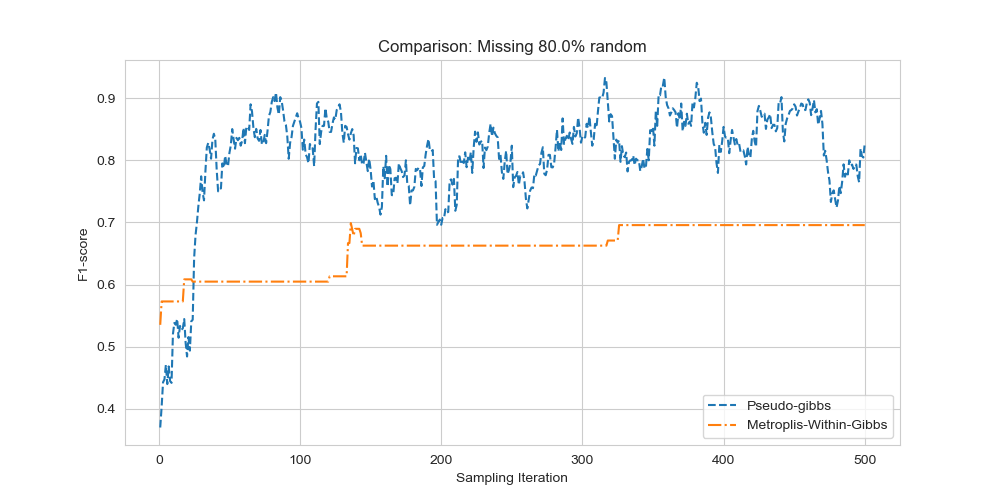 Comparison: Missing 80.0% random
F1-score
0.9
0.8
0.7
0.6
0.5
0.4
0
100
200
300
400
500
Sampling Iteration
Pseudo-gibbs
Metroplis-Within-Gibbs